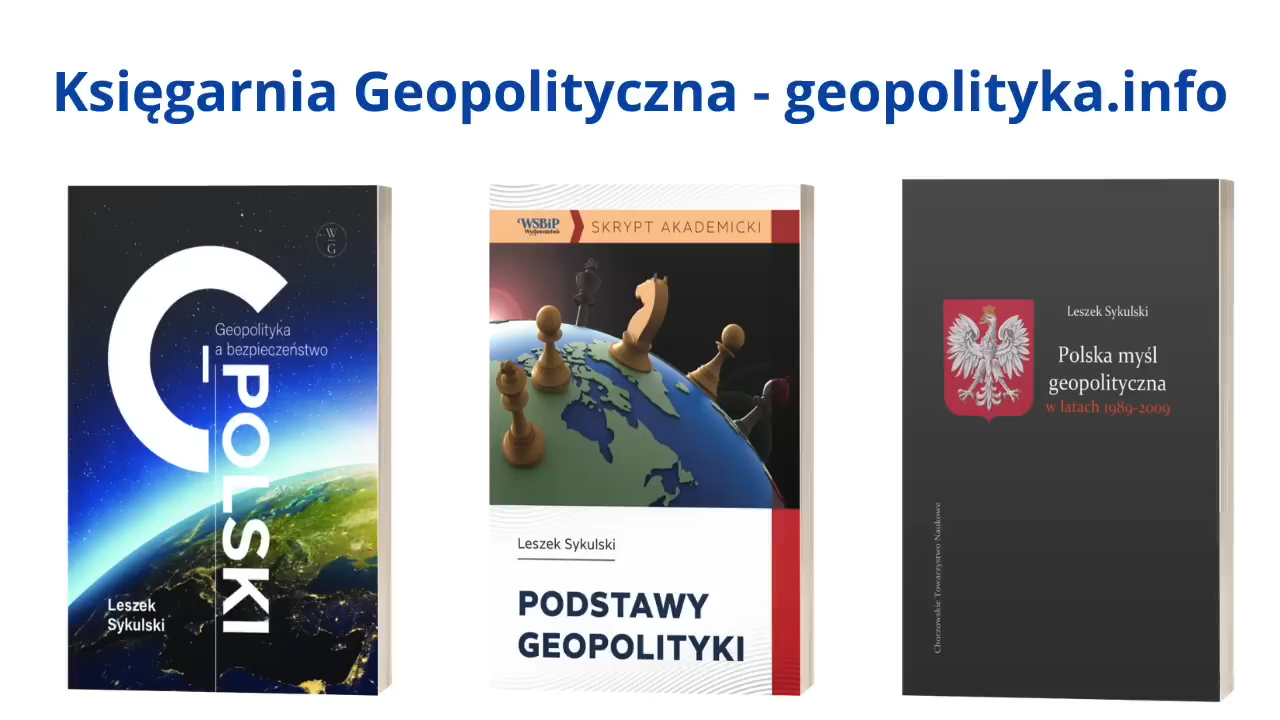 Księgarnia Geopolityczna - geopolityka.info
W
G
Geopolityka
a bezpieczeństwo
POLSKI
Leszek
Sykulski
WSBiP
Wydawnictwo
SKRYPT AKADEMICKI
Leszek Sykulski
PODSTAWY
GEOPOLITYKI
Leszek Sykulski
Polska myśl
geopolityczna
w latach 1989-2009
Chorzowskie Towarzystwo Naukowe